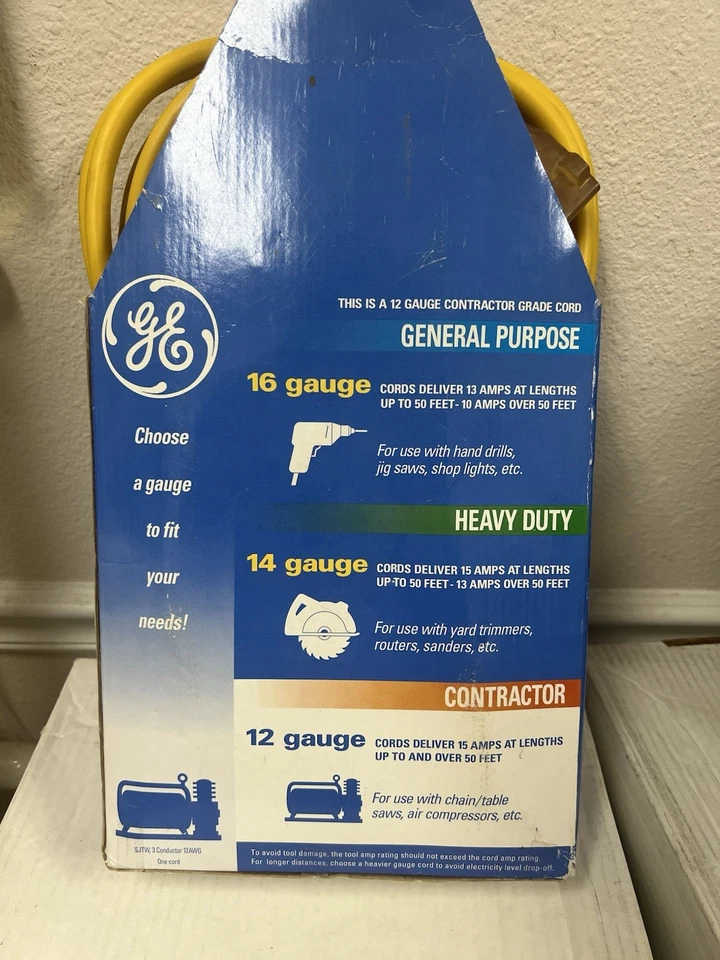 GE
THIS IS A 12 GAUGE CONTRACTOR GRADE CORD
GENERAL PURPOSE
16 gauge CORDS DELIVER 13 AMPS AT LENGTHS
UP TO 50 FEET - 10 AMPS OVER 50 FEET
For use with hand drills,
jig saws, shop lights, etc.
Choose
a gauge
to fit
your
needs!
HEAVY DUTY
14 gauge CORDS DELIVER 15 AMPS AT LENGTHS
UP TO 50 FEET - 13 AMPS OVER 50 FEET
For use with yard trimmers,
routers, sanders, etc.
CONTRACTOR
12 gauge CORDS DELIVER 15 AMPS AT LENGTHS
UP TO AND OVER 50 FEET
For use with chain/table
saws, air compressors, etc.
SJTW, 3 Conductor 12AWG
One cord
To avoid tool damage, the tool amp rating should not exceed the cord amp rating.
For longer distances, choose a heavier gauge cord to avoid electricity level drop-off.